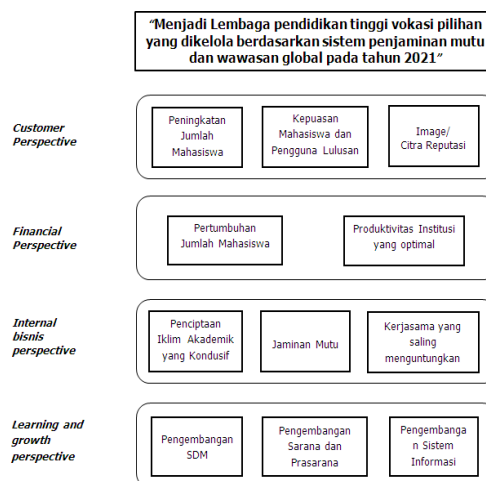 “Menjadi Lembaga pendidikan tinggi vokasi pilihan
yang dikelola berdasarkan sistem penjaminan mutu
dan wawasan global pada tahun 2021”
Customer
Perspective
Peningkatan
Jumlah
Mahasiswa
Kepuasan
Mahasiswa dan
Pengguna Lulusan
Image/
Citra Reputasi
Financial
Perspective
Pertumbuhan
Jumlah Mahasiswa
Produktivitas Institusi
yang optimal
Internal
bisnis
perspective
Penciptaan
Iklim Akademik
yang Kondusif
Jaminan Mutu
Kerjasama yang
saling
menguntungkan
Learning and
growth
perspective
Pengembangan
SDM
Pengembangan
Sarana dan
Prasarana
Pengembanga
n Sistem
Informasi